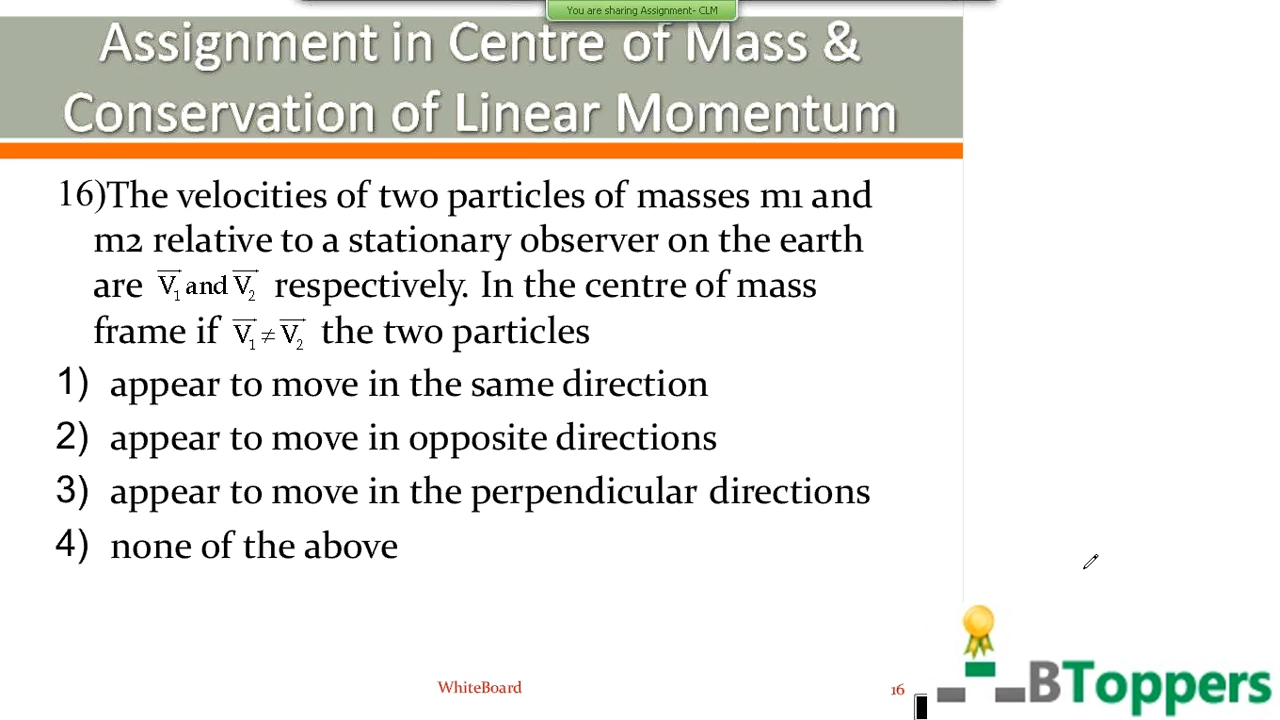 You are sharing Assignment- CLM
Assignment in Centre of Mass &
Conservation of Linear Momentum
16)The velocities of two particles of masses m1 and
m2 relative to a stationary observer on the earth
are V⃗₁ and V⃗₂ respectively. In the centre of mass
frame if V⃗₁ ≠ V⃗₂ the two particles
1) appear to move in the same direction
2) appear to move in opposite directions
3) appear to move in the perpendicular directions
4) none of the above
WhiteBoard
16
BToppers